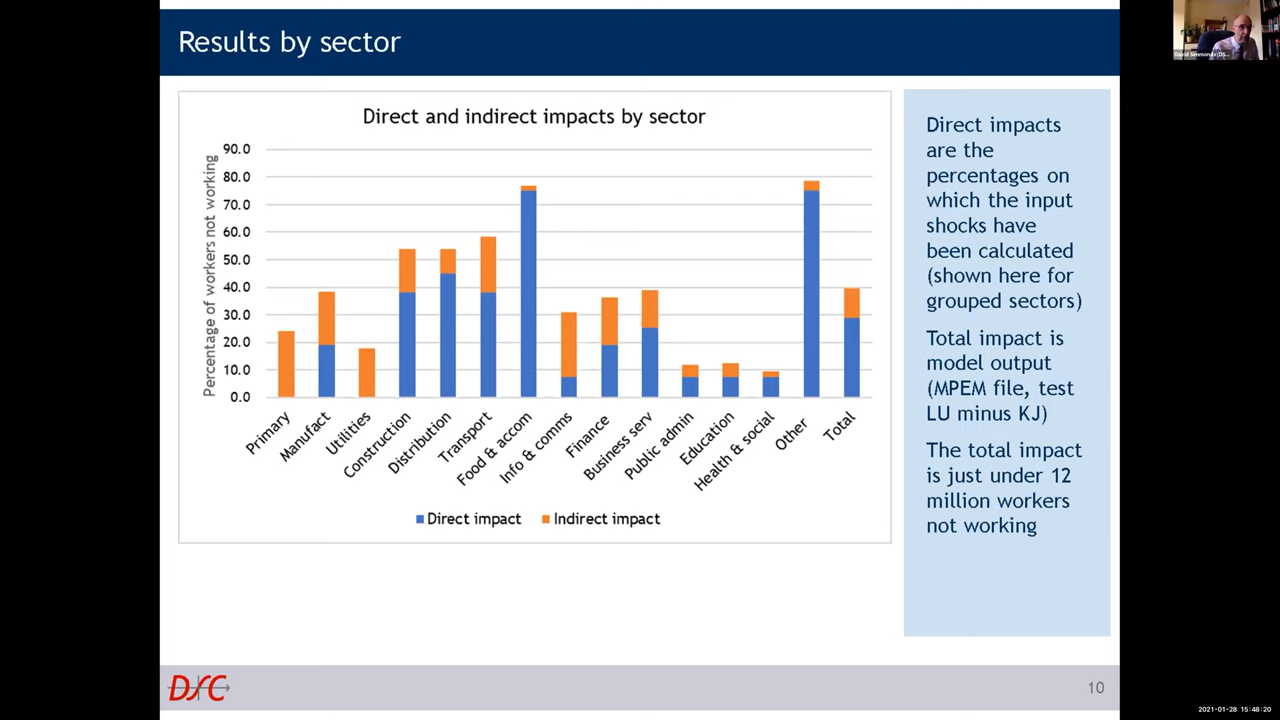 Results by sector
David Simmonds (DS...
Direct and indirect impacts by sector
Percentage of workers not working
90.0
80.0
70.0
60.0
50.0
40.0
30.0
20.0
10.0
0.0
Primary
Manufact
Utilities
Construction
Distribution
Transport
Food & accom
Info & comms
Finance
Business serv
Public admin
Education
Health & social
Other
Total
Direct impact
Indirect impact
Direct impacts
are the
percentages on
which the input
shocks have
been calculated
(shown here for
grouped sectors)
Total impact is
model output
(MPEM file, test
LU minus KJ)
The total impact
is just under 12
million workers
not working
DSC
10
2021-01-28 15:48:20